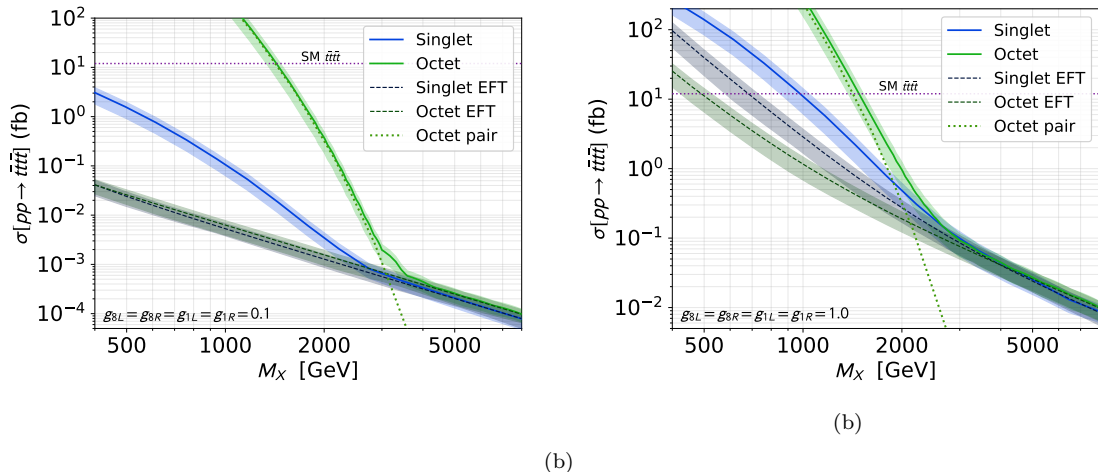 10²
10¹
10⁰
10⁻¹
10⁻²
10⁻³
10⁻⁴
σ[pp → tt̄tt̄] (fb)
SM tt̄tt̄
Singlet
Octet
Singlet EFT
Octet EFT
Octet pair
g₈L = g₈R = g₁L = g₁R = 0.1
500 1000 2000 5000
M_X [GeV]
10²
10¹
10⁰
10⁻¹
10⁻²
σ[pp → tt̄tt̄] (fb)
Singlet
Octet
Singlet EFT
Octet EFT
Octet pair
SM tt̄tt̄
g₈L = g₈R = g₁L = g₁R = 1.0
500 1000 2000 5000
M_X [GeV]
(b)
(b)